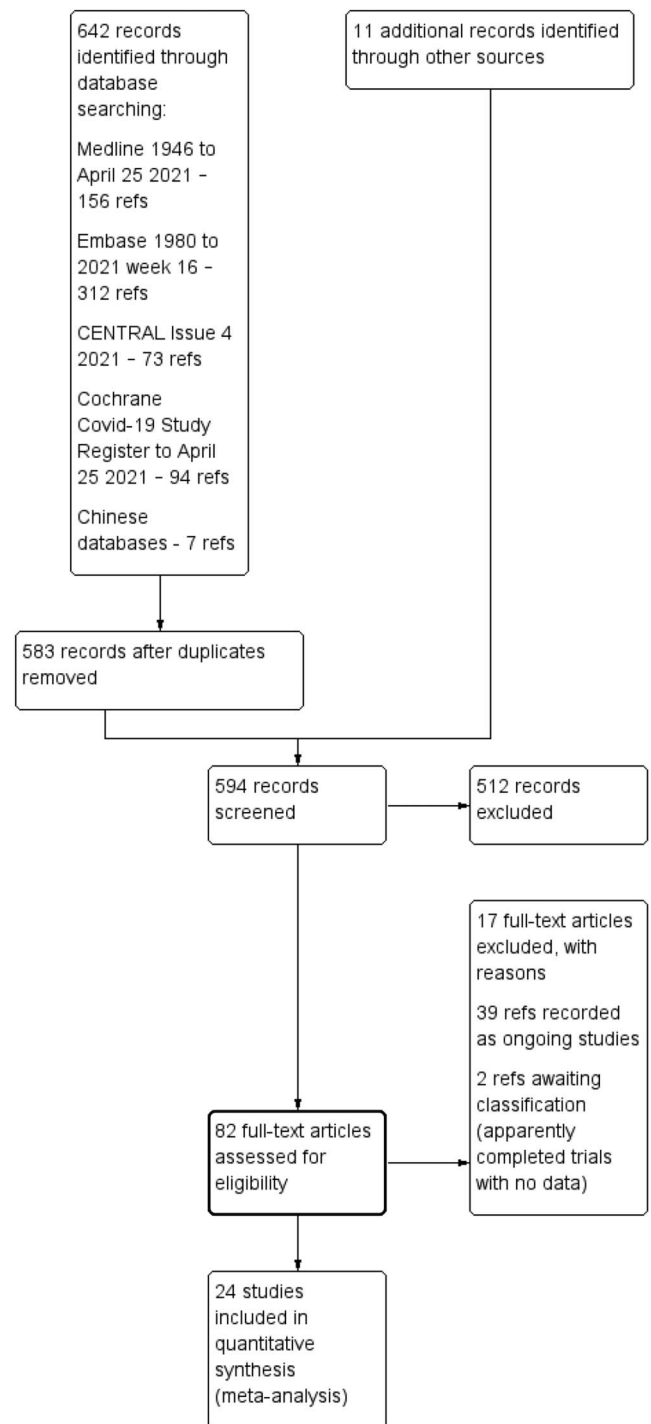 642 records
identified through
database
searching:
Medline 1946 to
April 25 2021 –
156 refs
Embase 1980 to
2021 week 16 –
312 refs
CENTRAL Issue 4
2021 – 73 refs
Cochrane
Covid-19 Study
Register to April
25 2021 – 94 refs
Chinese
databases - 7 refs
11 additional records identified
through other sources
583 records after duplicates
removed
594 records
screened
512 records
excluded
82 full-text articles
assessed for
eligibility
17 full-text articles
excluded, with
reasons
39 refs recorded
as ongoing studies
2 refs awaiting
classification
(apparently
completed trials
with no data)
24 studies
included in
quantitative
synthesis
(meta-analysis)